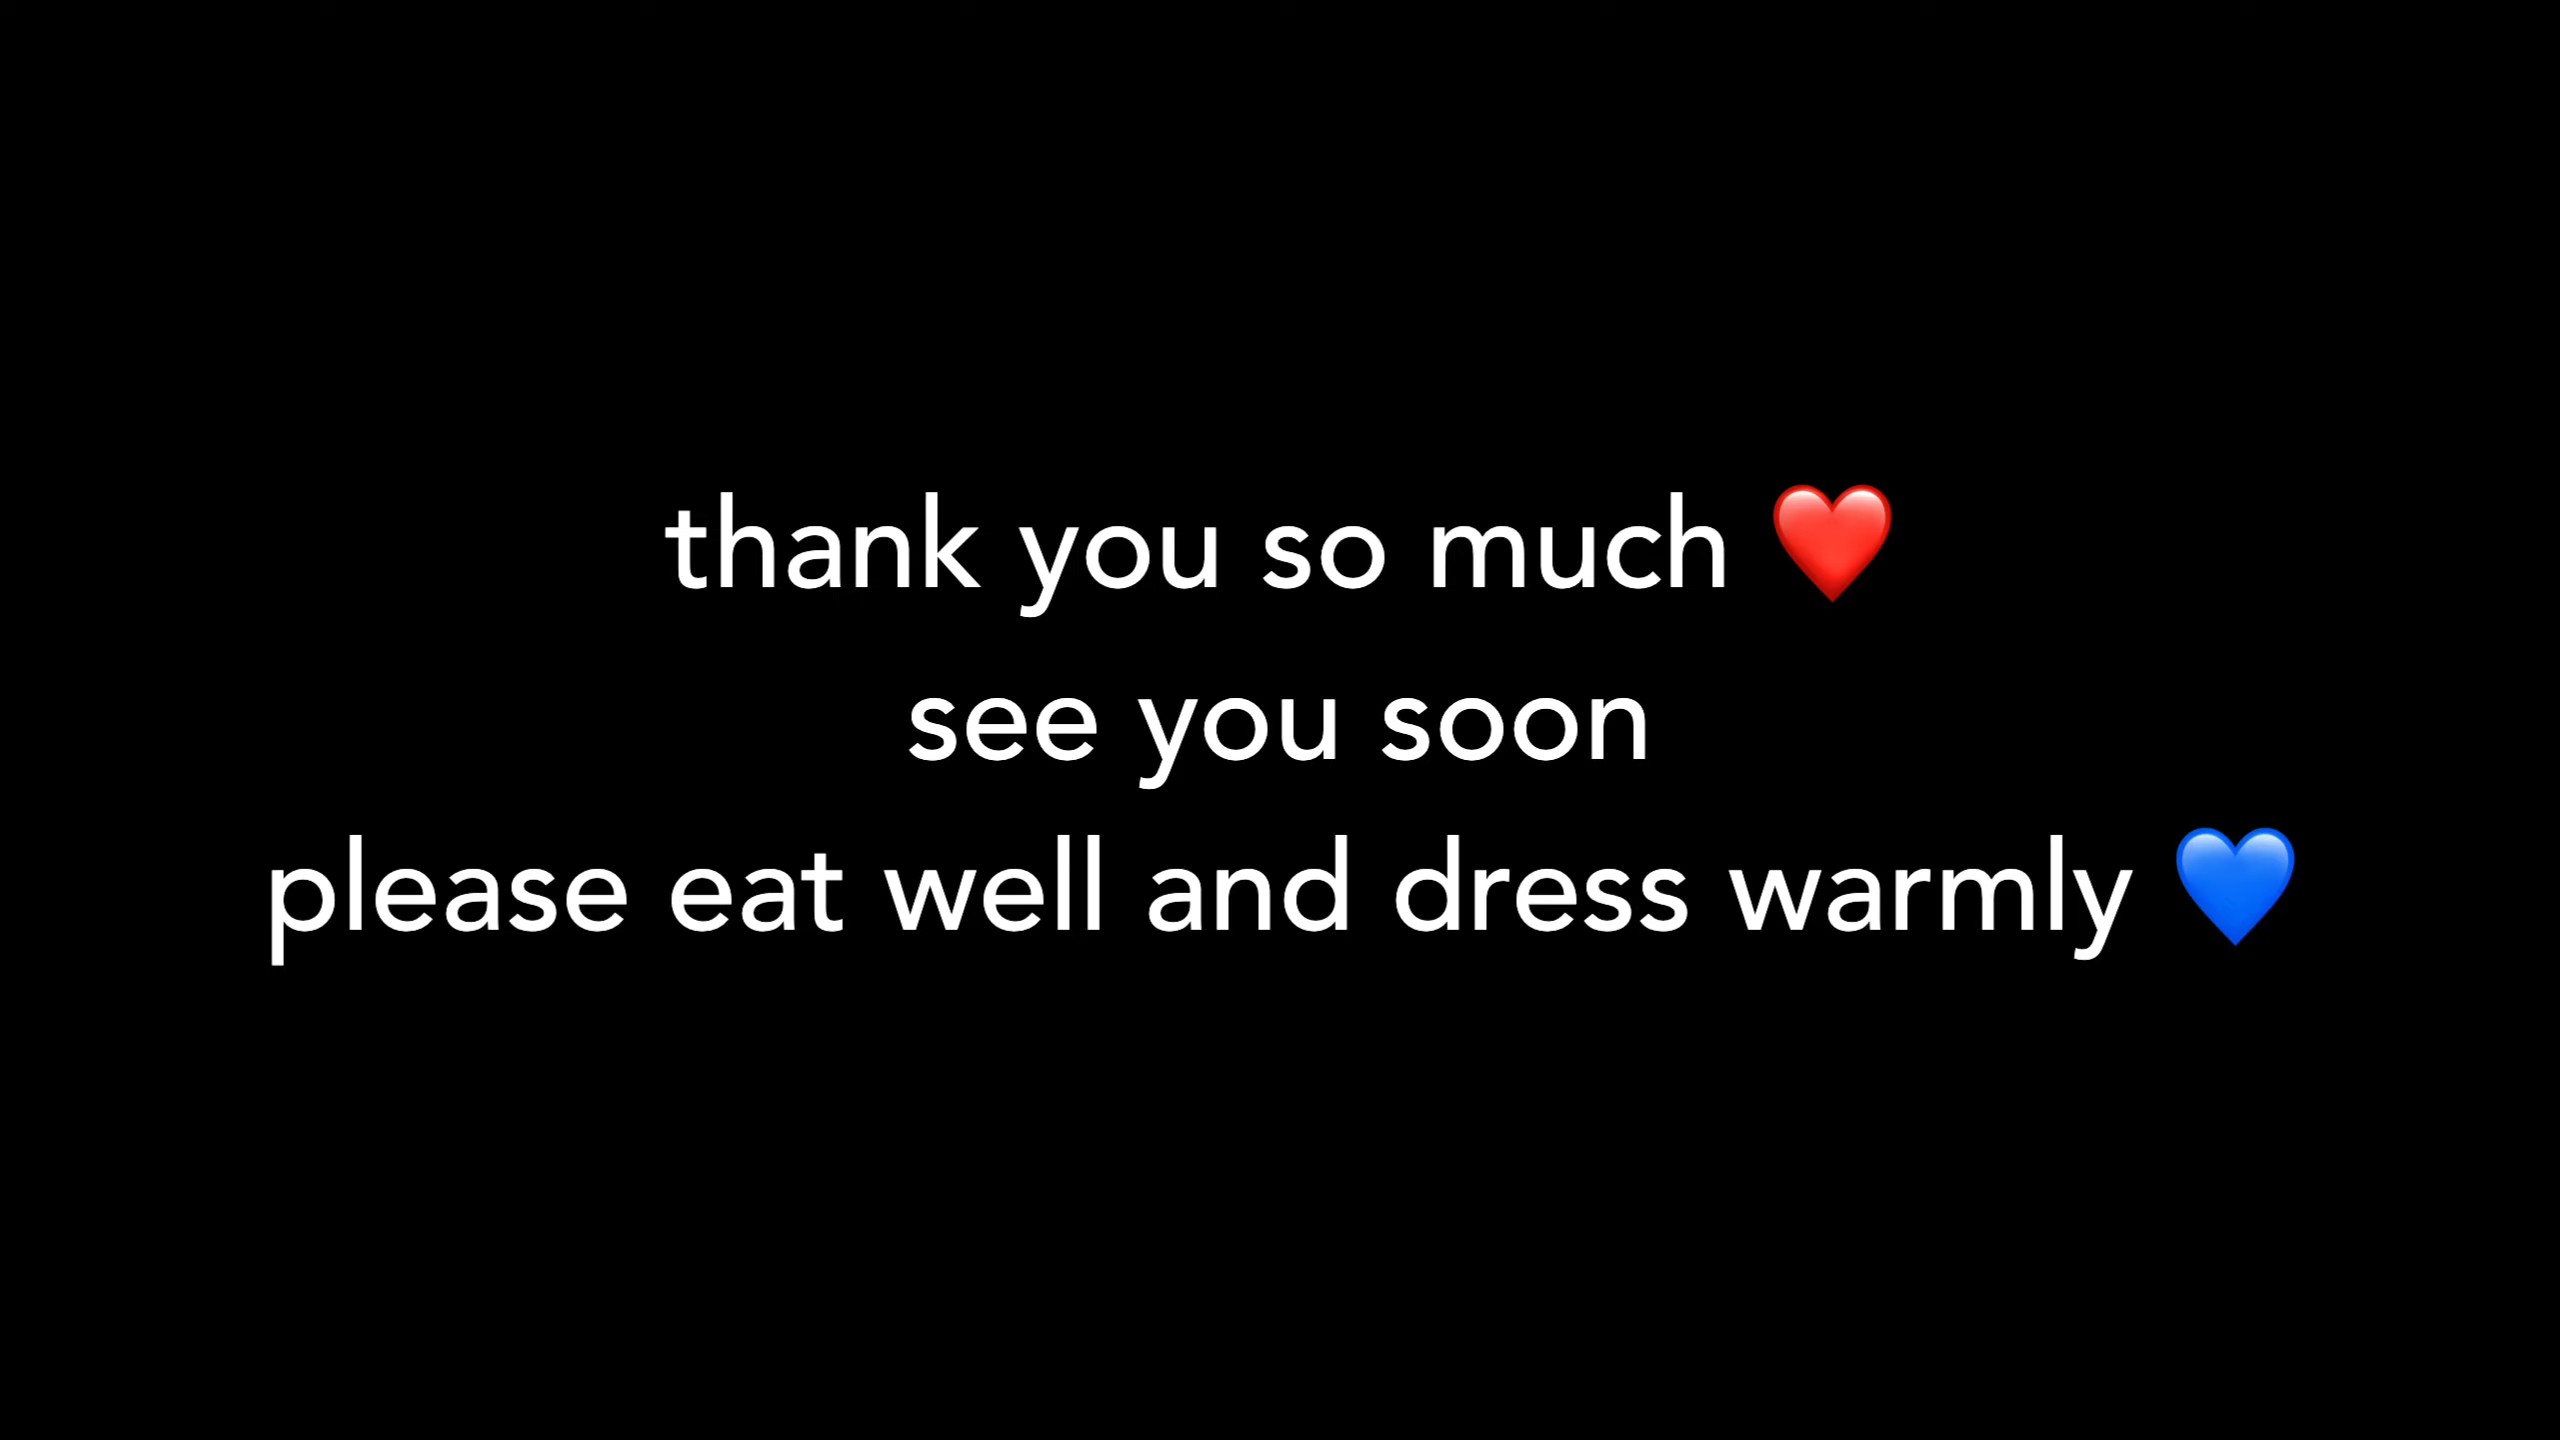 thank you so much ❤️
see you soon
please eat well and dress warmly 💙